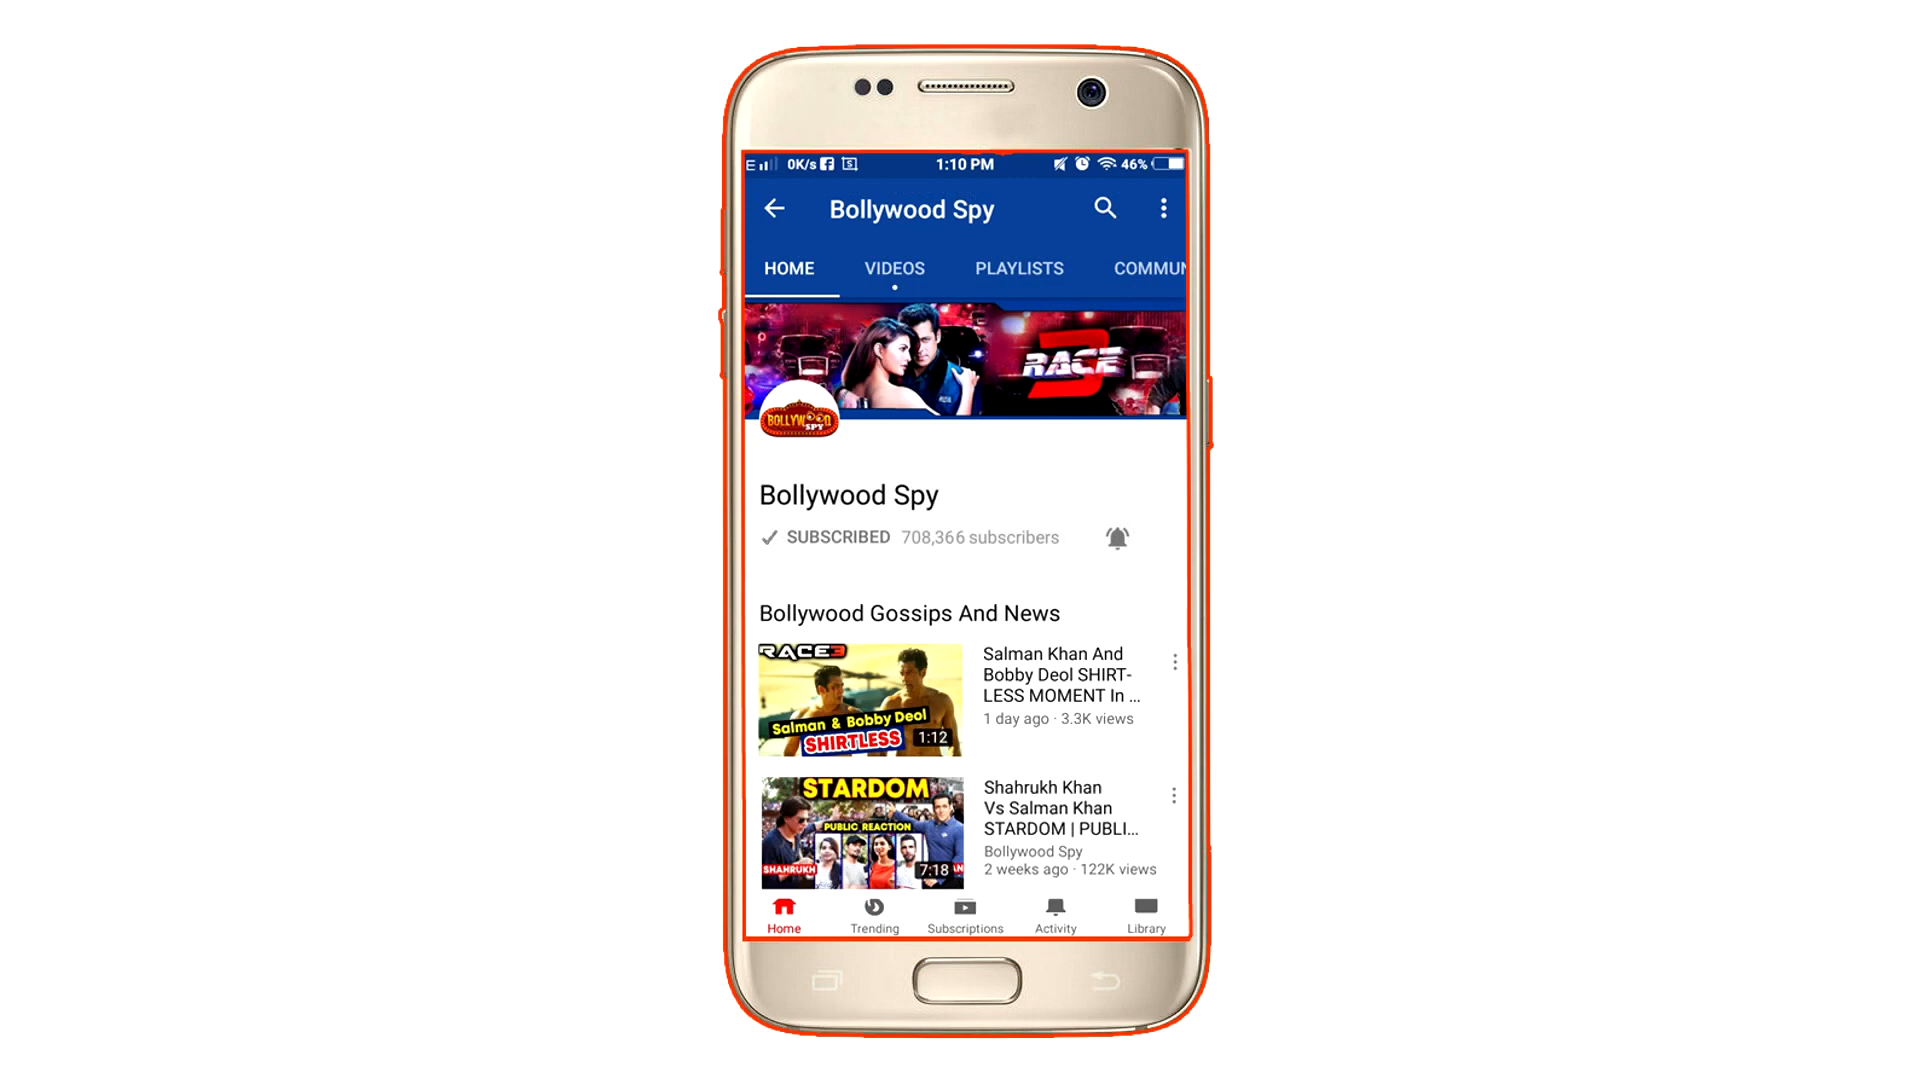 E 0K/s 1:10 PM 46%
Bollywood Spy
HOME VIDEOS PLAYLISTS COMMUN
RACE 3
BOLLYWOOD
SPY
Bollywood Spy
SUBSCRIBED 708,366 subscribers
Bollywood Gossips And News
RACE3
Salman & Bobby Deol
SHIRTLESS
1:12
Salman Khan And
Bobby Deol SHIRT-
LESS MOMENT In ...
1 day ago · 3.3K views
STARDOM
PUBLIC REACTION
SHAHRUKH
7:18
Shahrukh Khan
Vs Salman Khan
STARDOM | PUBLI...
Bollywood Spy
2 weeks ago · 122K views
Home Trending Subscriptions Activity Library